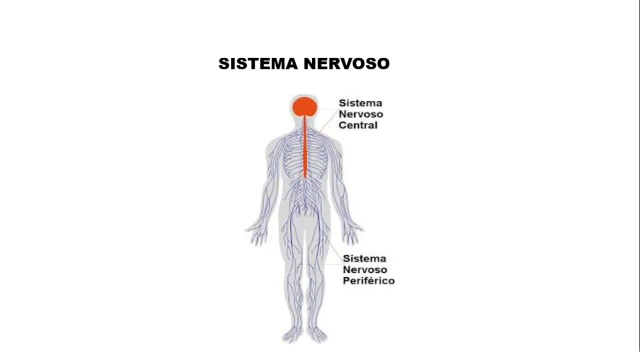 SISTEMA NERVOSO
Sistema
Nervoso
Central
Sistema
Nervoso
Periférico